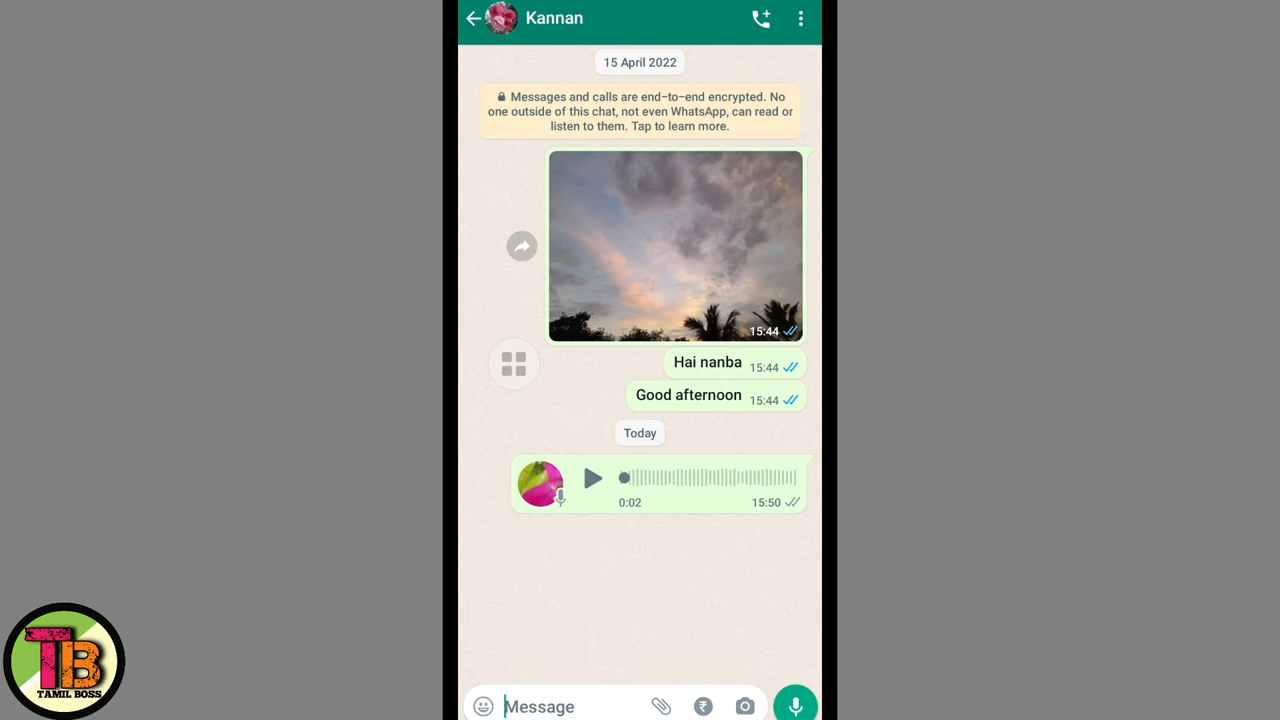 Kannan
15 April 2022
Messages and calls are end-to-end encrypted. No
one outside of this chat, not even WhatsApp, can read or
listen to them. Tap to learn more.
15:44
Hai nanba 15:44
Good afternoon 15:44
Today
0:02 15:50
Message
TB
TAMIL BOSS